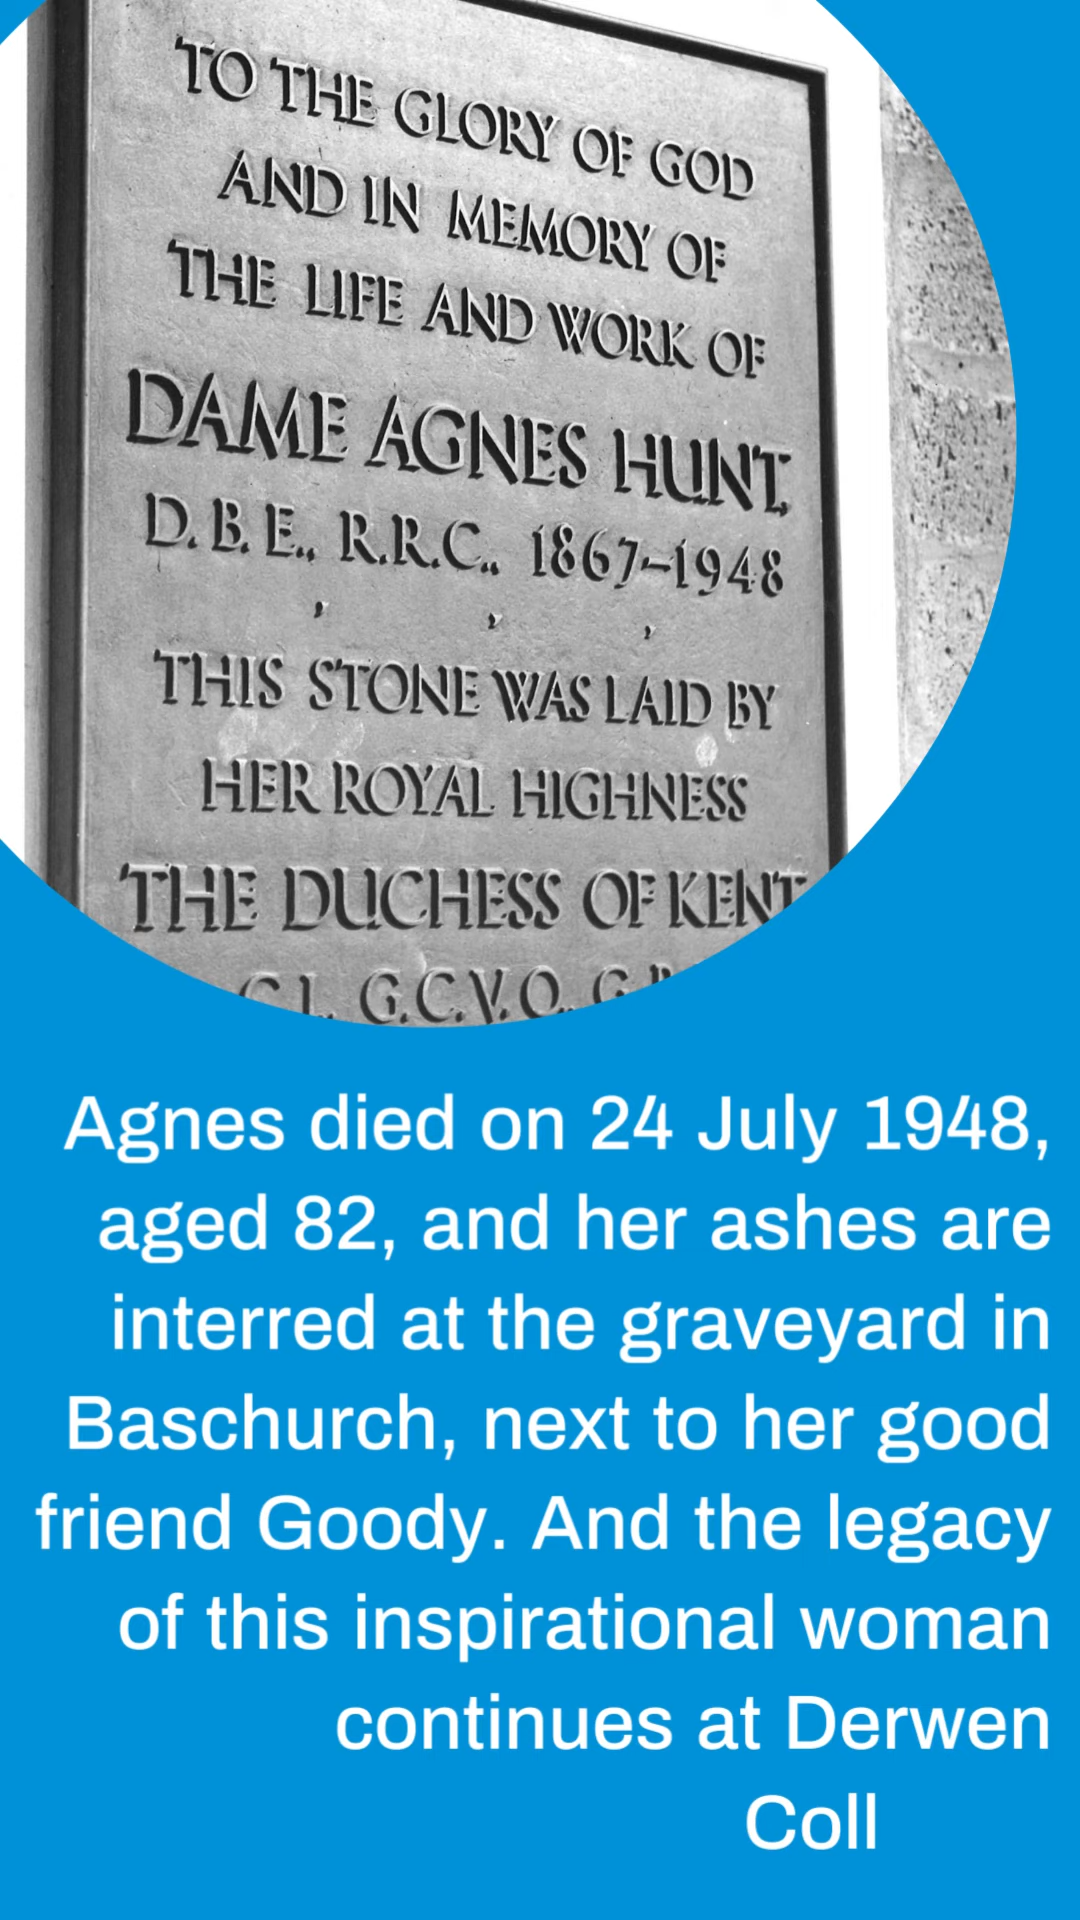 TO THE GLORY OF GOD
AND IN MEMORY OF
THE LIFE AND WORK OF
DAME AGNES HUNT,
D.B.E., R.R.C., 1867–1948
THIS STONE WAS LAID BY
HER ROYAL HIGHNESS
THE DUCHESS OF KENT
C.I. G.C.V.O.
Agnes died on 24 July 1948,
aged 82, and her ashes are
interred at the graveyard in
Baschurch, next to her good
friend Goody. And the legacy
of this inspirational woman
continues at Derwen
Coll